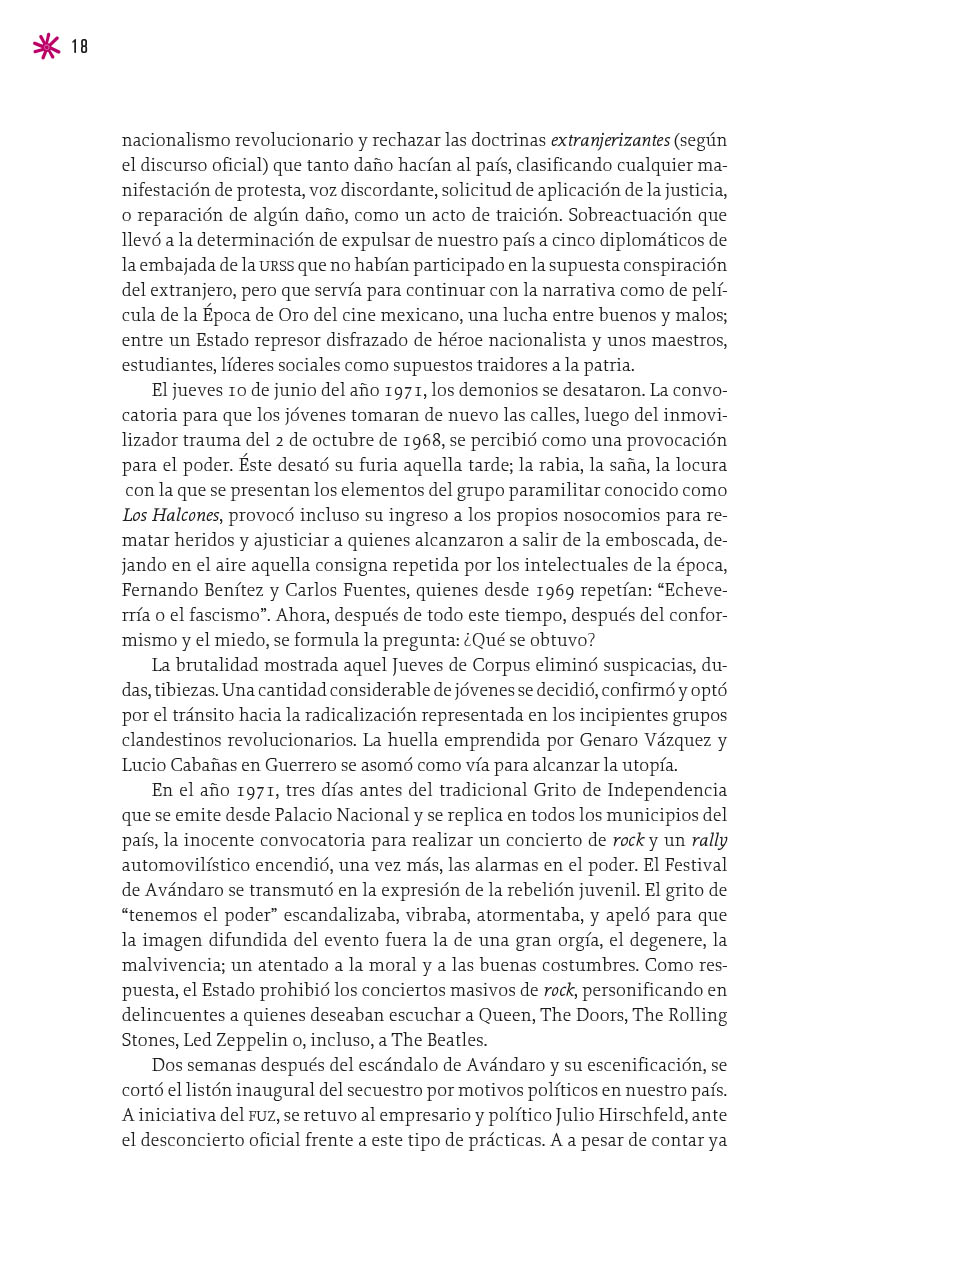 18
nacionalismo revolucionario y rechazar las doctrinas extranjerizantes (según
el discurso oficial) que tanto daño hacían al país, clasificando cualquier ma-
nifestación de protesta, voz discordante, solicitud de aplicación de la justicia,
o reparación de algún daño, como un acto de traición. Sobreactuación que
llevó a la determinación de expulsar de nuestro país a cinco diplomáticos de
la embajada de la URSS que no habían participado en la supuesta conspiración
del extranjero, pero que servía para continuar con la narrativa como de pelí-
cula de la Época de Oro del cine mexicano, una lucha entre buenos y malos;
entre un Estado represor disfrazado de héroe nacionalista y unos maestros,
estudiantes, líderes sociales como supuestos traidores a la patria.
El jueves 10 de junio del año 1971, los demonios se desataron. La convo-
catoria para que los jóvenes tomaran de nuevo las calles, luego del inmovi-
lizador trauma del 2 de octubre de 1968, se percibió como una provocación
para el poder. Éste desató su furia aquella tarde; la rabia, la saña, la locura
con la que se presentan los elementos del grupo paramilitar conocido como
Los Halcones, provocó incluso su ingreso a los propios nosocomios para re-
matar heridos y ajusticiar a quienes alcanzaron a salir de la emboscada, de-
jando en el aire aquella consigna repetida por los intelectuales de la época,
Fernando Benítez y Carlos Fuentes, quienes desde 1969 repetían: “Echeve-
rría o el fascismo”. Ahora, después de todo este tiempo, después del confor-
mismo y el miedo, se formula la pregunta: ¿Qué se obtuvo?
La brutalidad mostrada aquel Jueves de Corpus eliminó suspicacias, du-
das, tibiezas. Una cantidad considerable de jóvenes se decidió, confirmó y optó
por el tránsito hacia la radicalización representada en los incipientes grupos
clandestinos revolucionarios. La huella emprendida por Genaro Vázquez y
Lucio Cabañas en Guerrero se asomó como vía para alcanzar la utopía.
En el año 1971, tres días antes del tradicional Grito de Independencia
que se emite desde Palacio Nacional y se replica en todos los municipios del
país, la inocente convocatoria para realizar un concierto de rock y un rally
automovilístico encendió, una vez más, las alarmas en el poder. El Festival
de Avándaro se transmutó en la expresión de la rebelión juvenil. El grito de
“tenemos el poder” escandalizaba, vibraba, atormentaba, y apeló para que
la imagen difundida del evento fuera la de una gran orgía, el degenere, la
malvivencia; un atentado a la moral y a las buenas costumbres. Como res-
puesta, el Estado prohibió los conciertos masivos de rock, personificando en
delincuentes a quienes deseaban escuchar a Queen, The Doors, The Rolling
Stones, Led Zeppelin o, incluso, a The Beatles.
Dos semanas después del escándalo de Avándaro y su escenificación, se
cortó el listón inaugural del secuestro por motivos políticos en nuestro país.
A iniciativa del FUZ, se retuvo al empresario y político Julio Hirschfeld, ante
el desconcierto oficial frente a este tipo de prácticas. A a pesar de contar ya